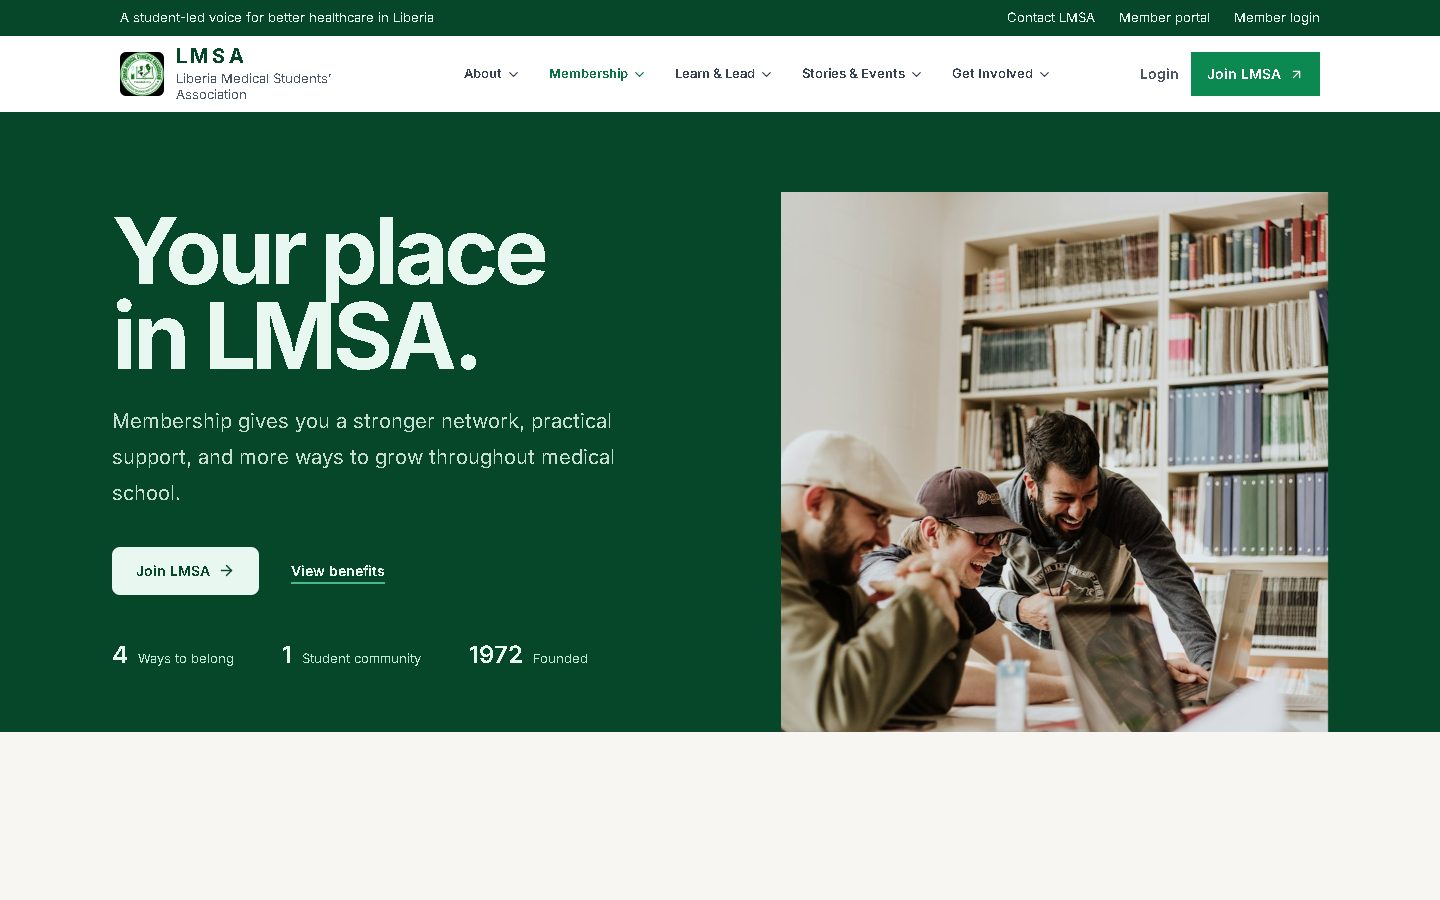 A student-led voice for better healthcare in Liberia
Contact LMSA
Member portal
Member login
LMSA
Liberia Medical Students'
Association
About
Membership
Learn & Lead
Stories & Events
Get Involved
Login
Join LMSA
Your place
in LMSA.
Membership gives you a stronger network, practical
support, and more ways to grow throughout medical
school.
Join LMSA
View benefits
4 Ways to belong
1 Student community
1972 Founded